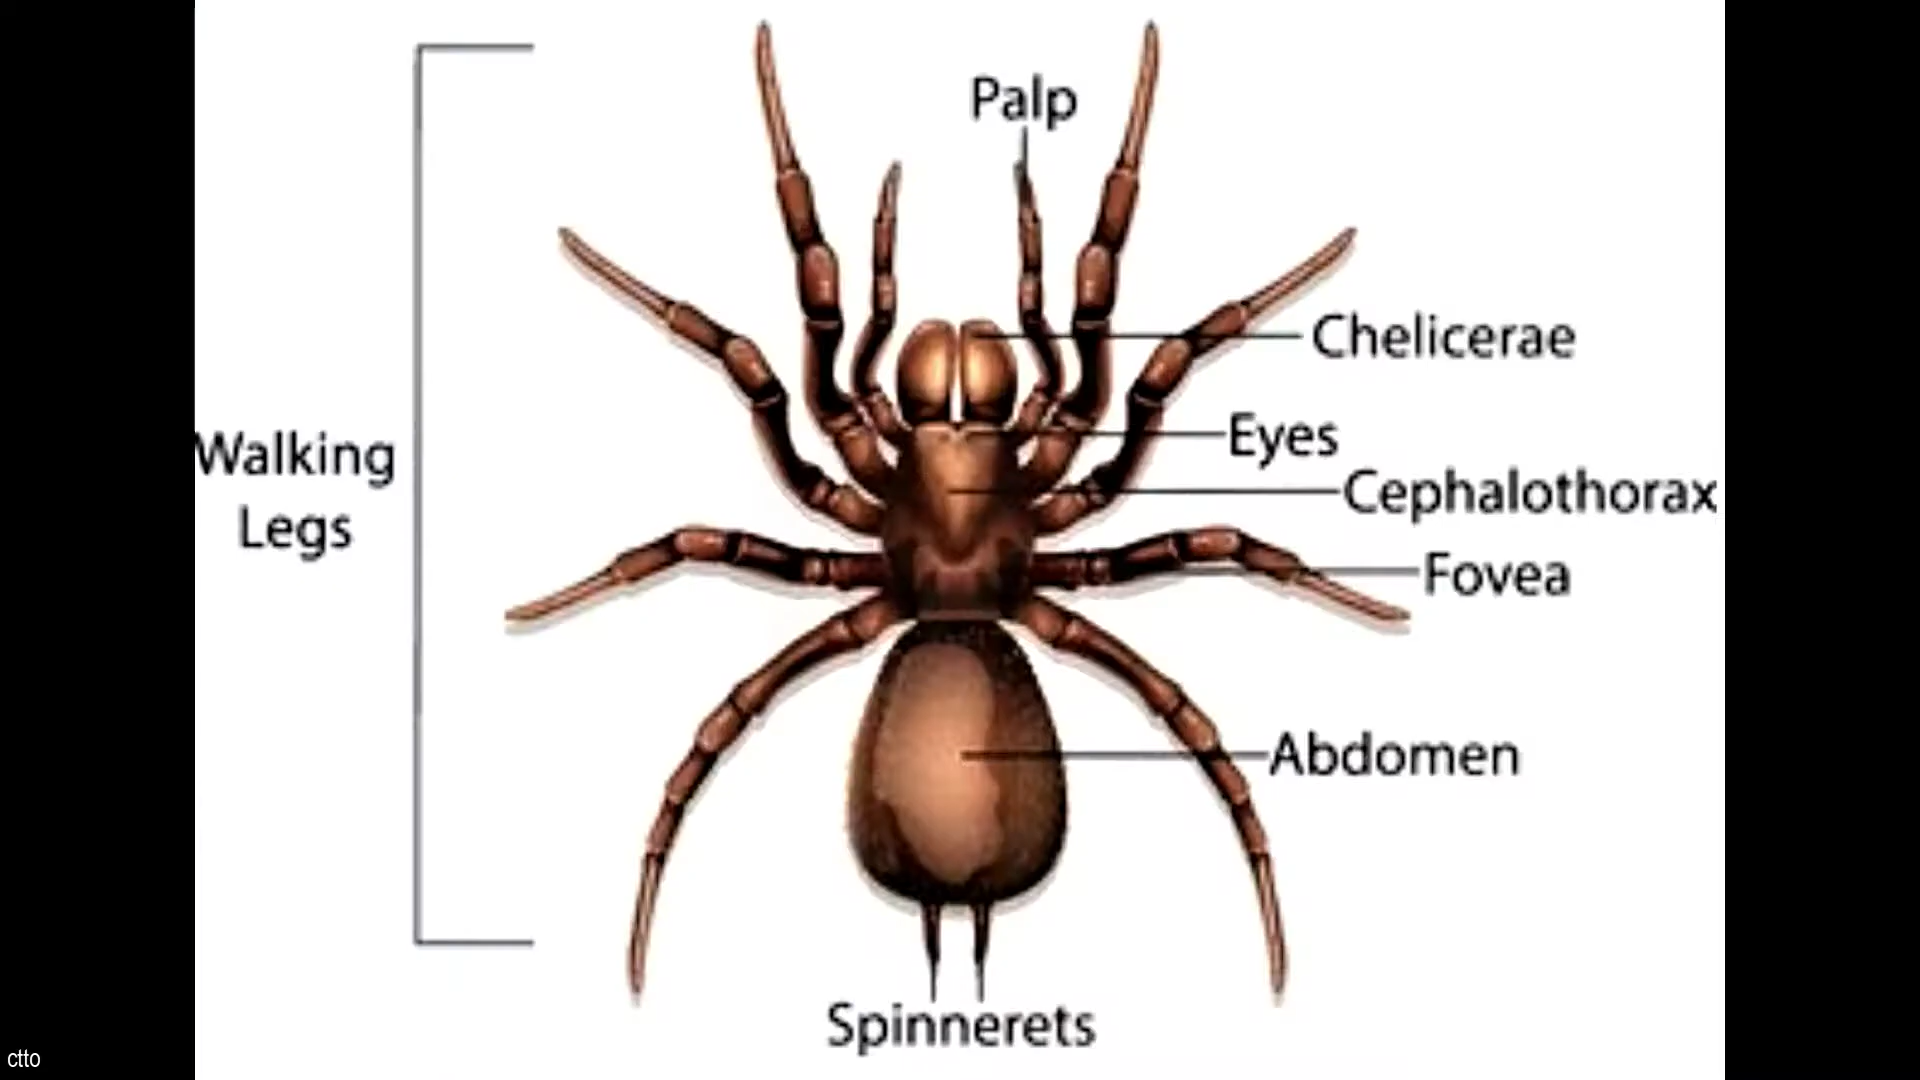 Palp
Chelicerae
Eyes
Walking
Legs
Cephalothorax
Fovea
Abdomen
Spinnerets
ctto